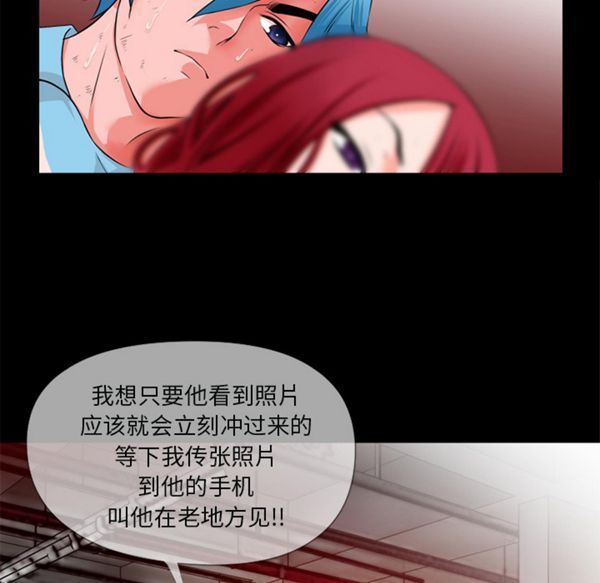 我想只要他看到照片
应该就会立刻冲过来的
等下我传张照片
到他的手机
叫他在老地方见!!